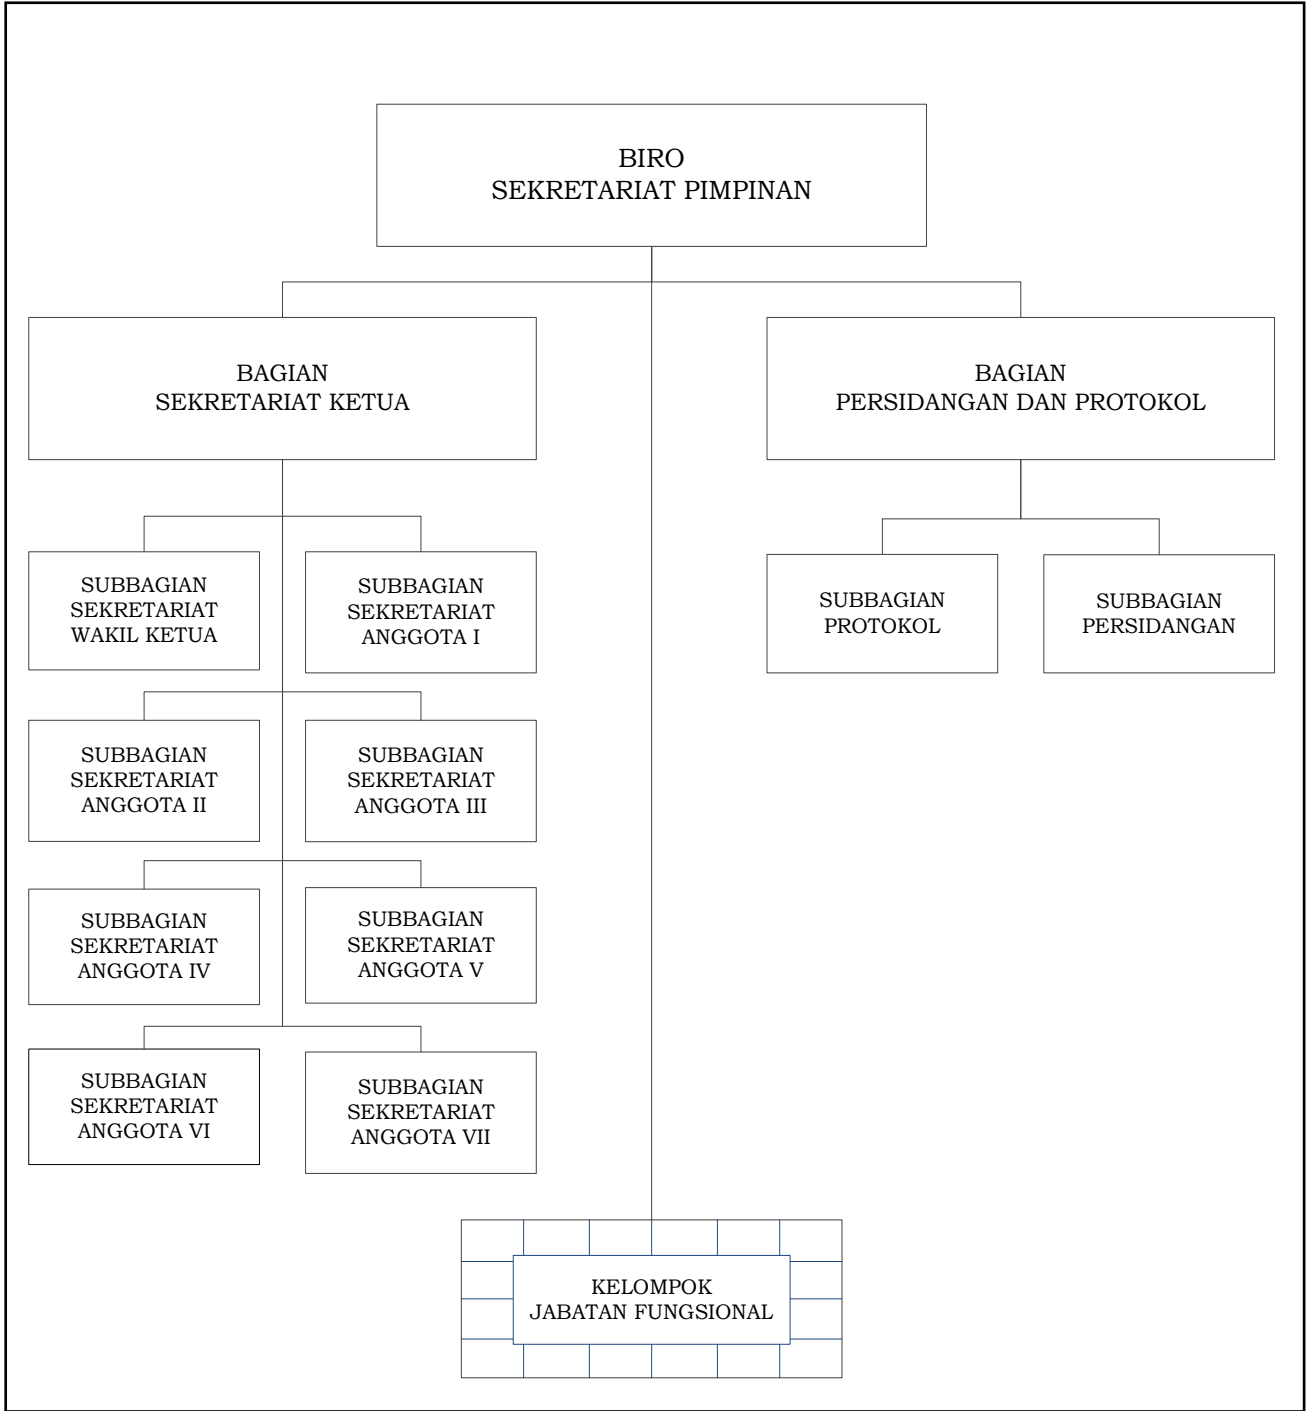 BIRO
SEKRETARIAT PIMPINAN
BAGIAN
SEKRETARIAT KETUA
BAGIAN
PERSIDANGAN DAN PROTOKOL
SUBBAGIAN
SEKRETARIAT
WAKIL KETUA
SUBBAGIAN
SEKRETARIAT
ANGGOTA I
SUBBAGIAN
PROTOKOL
SUBBAGIAN
PERSIDANGAN
SUBBAGIAN
SEKRETARIAT
ANGGOTA II
SUBBAGIAN
SEKRETARIAT
ANGGOTA III
SUBBAGIAN
SEKRETARIAT
ANGGOTA IV
SUBBAGIAN
SEKRETARIAT
ANGGOTA V
SUBBAGIAN
SEKRETARIAT
ANGGOTA VI
SUBBAGIAN
SEKRETARIAT
ANGGOTA VII
KELOMPOK
JABATAN FUNGSIONAL